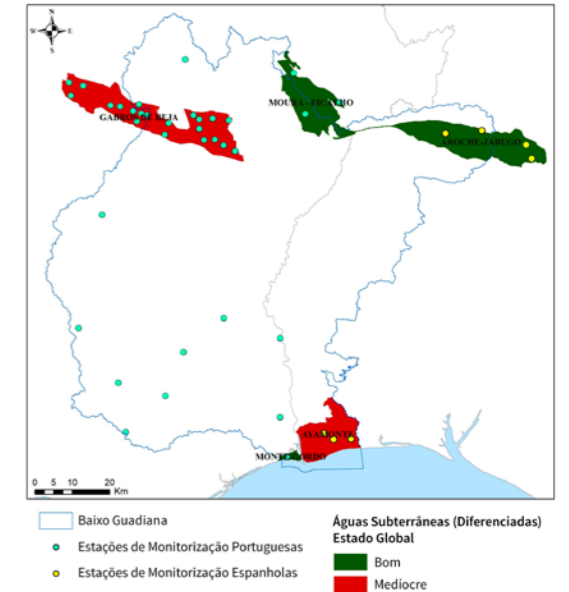 N
W E
S
GABROS DE BEJA
MOURA - FICALHO
AROCHE-JABUGO
AYAMONTE
MONTE GORDO
0 5 10 20
Km
Baixo Guadiana
Estações de Monitorização Portuguesas
Estações de Monitorização Espanholas
Águas Subterrâneas (Diferenciadas)
Estado Global
Bom
Medíocre